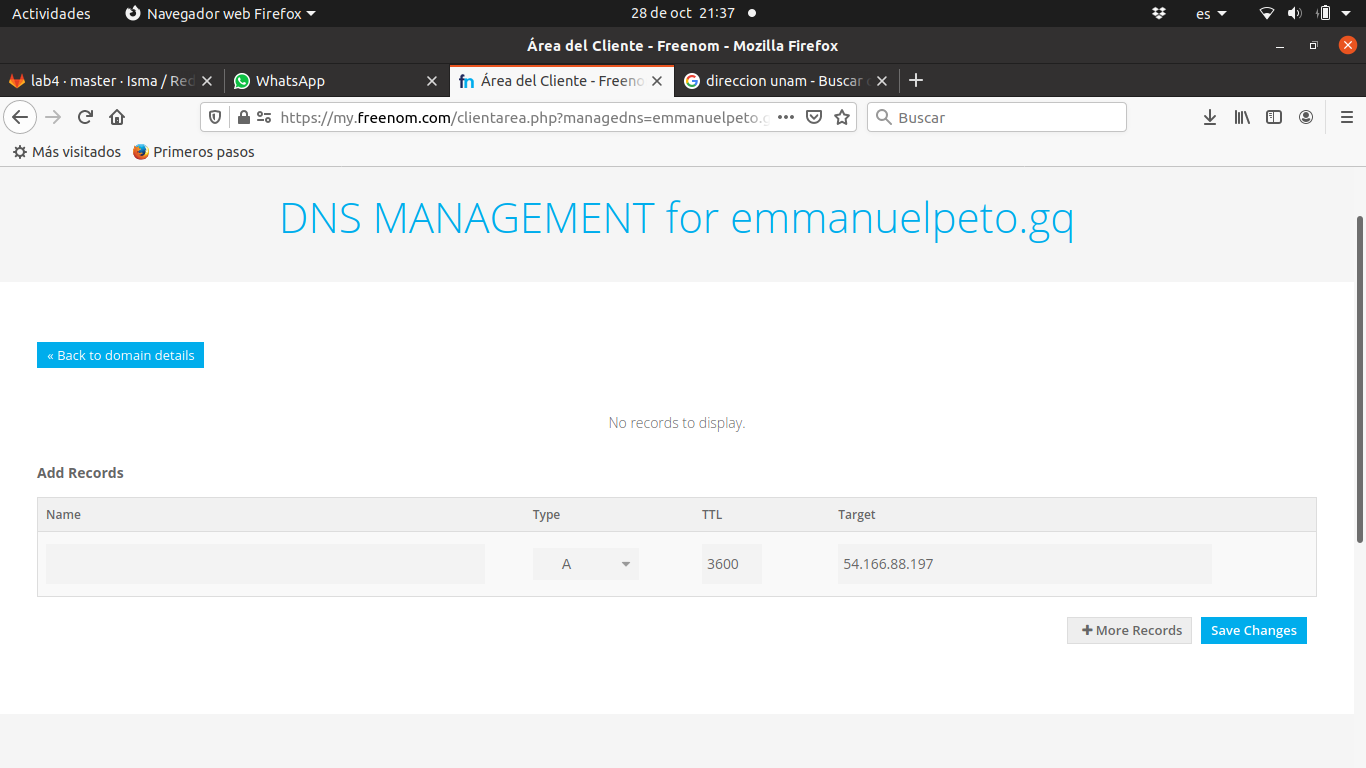 Actividades Navegador web Firefox 28 de oct 21:37 es
Área del Cliente - Freenom - Mozilla Firefox
lab4 · master · Isma / Red WhatsApp Área del Cliente - Freeno direccion unam - Buscar
https://my.freenom.com/clientarea.php?managedns=emmanuelpeto.g Buscar
Más visitados Primeros pasos
DNS MANAGEMENT for emmanuelpeto.gq
« Back to domain details
No records to display.
Add Records
Name Type TTL Target
A 3600 54.166.88.197
+ More Records Save Changes